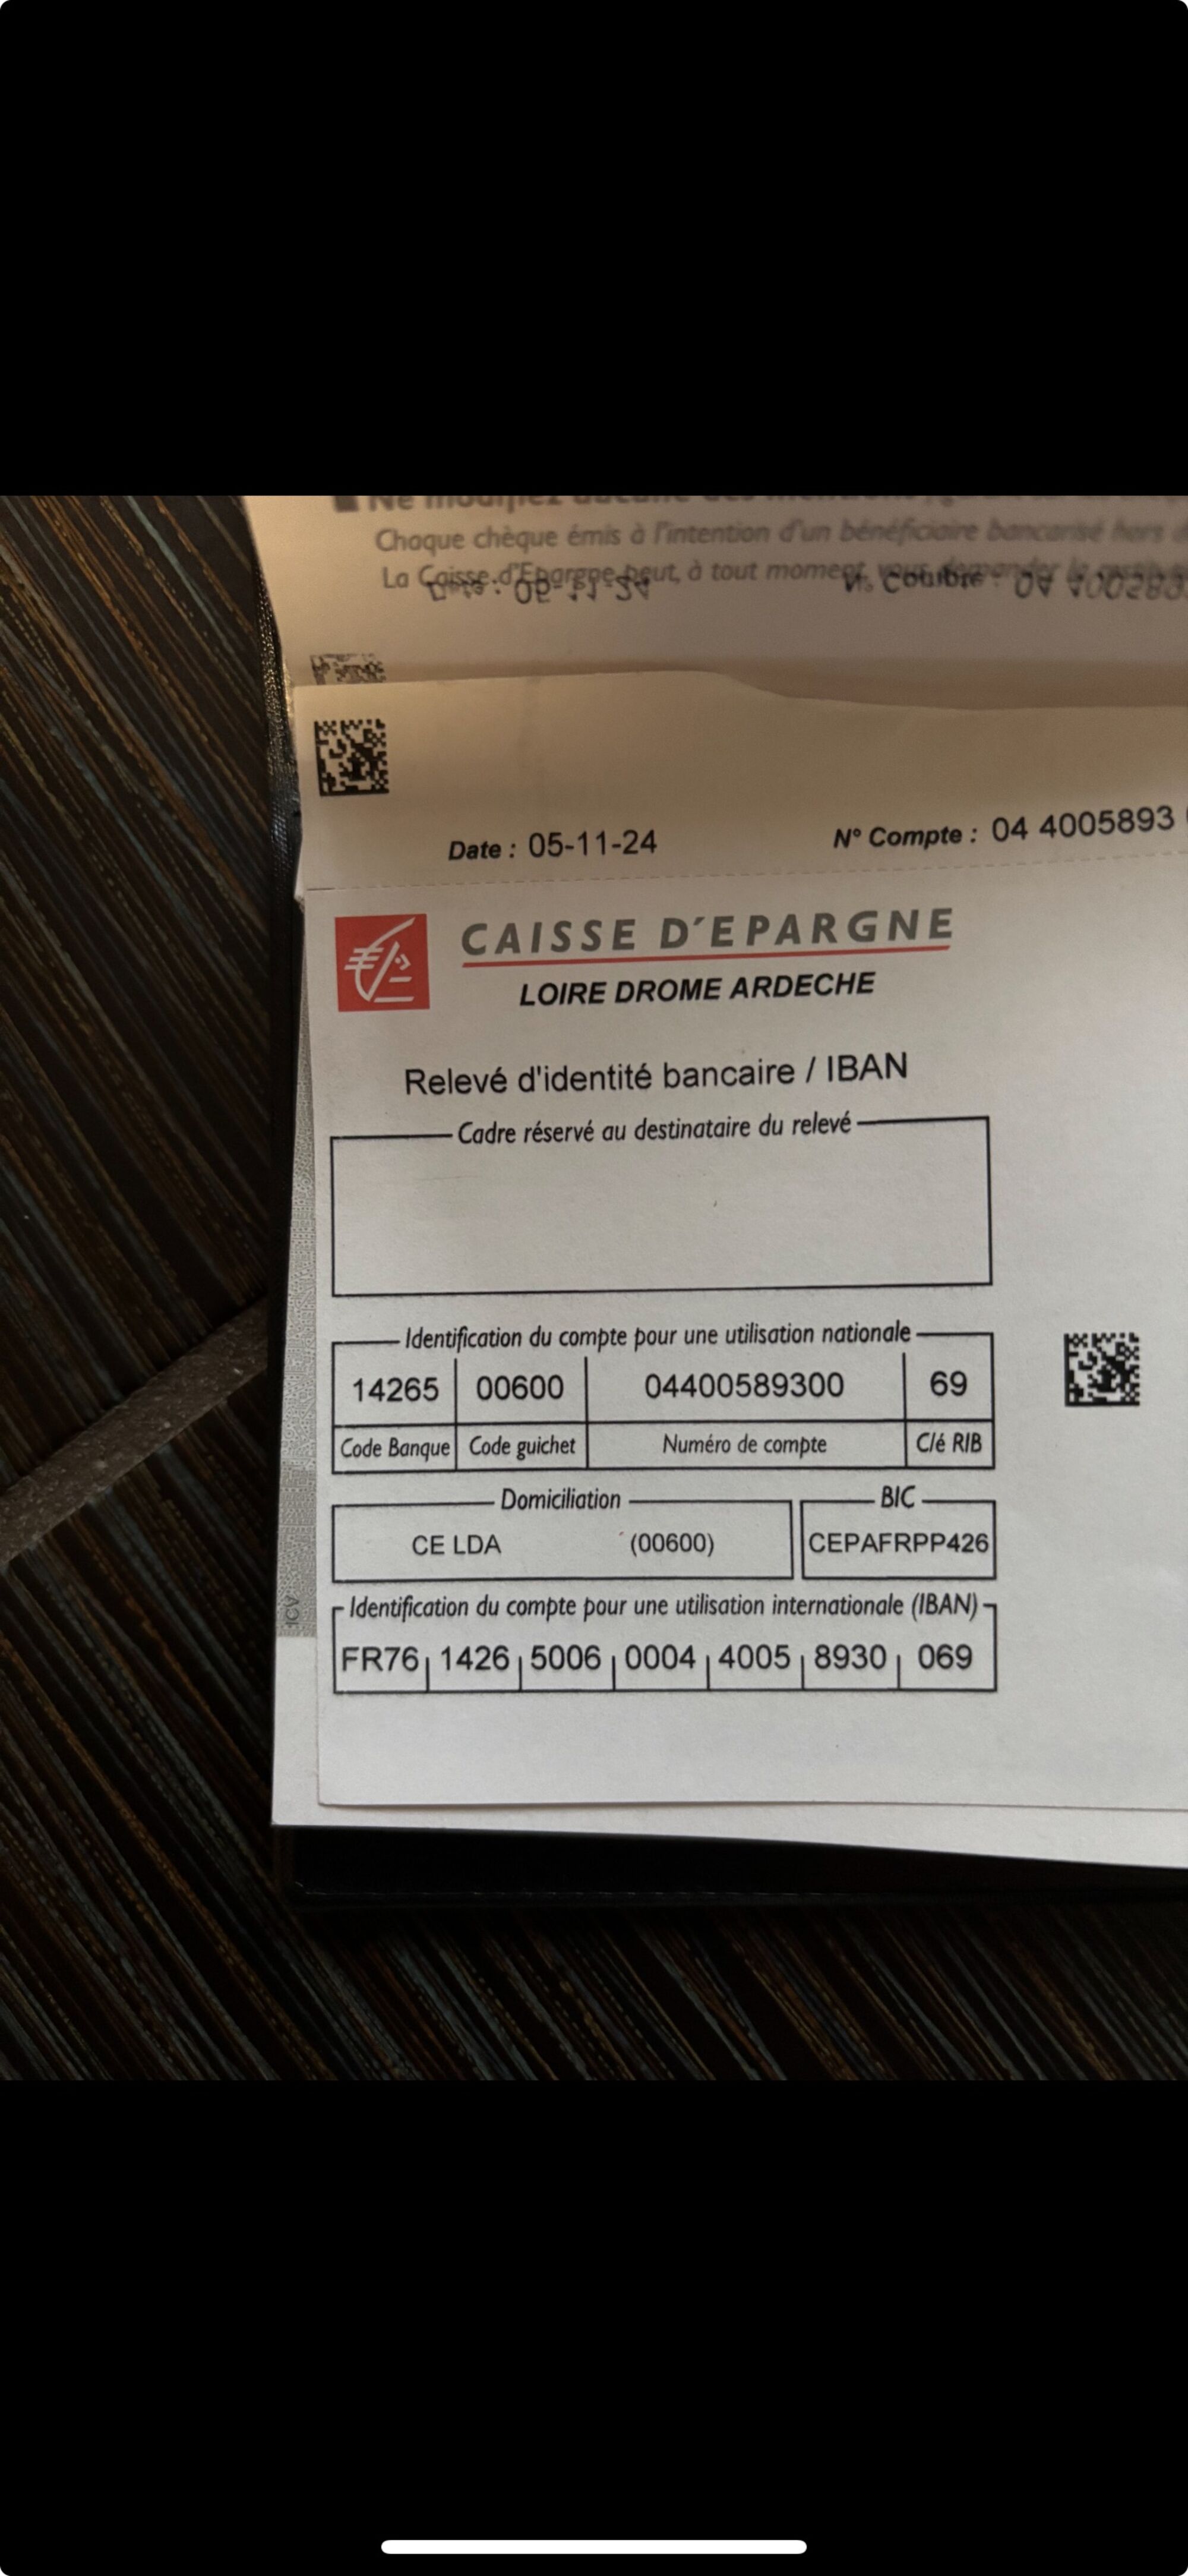 Chaque chèque émis à l'intention d'un bénéficiaire bancarisé hors
La Caisse d'Epargne peut, à tout moment, vous demander
Date : 05-11-24 N° Compte : 04 4005893
CAISSE D'EPARGNE
LOIRE DROME ARDECHE
Relevé d'identité bancaire / IBAN
Cadre réservé au destinataire du relevé
Identification du compte pour une utilisation nationale
14265 00600 04400589300 69
Code Banque Code guichet Numéro de compte Clé RIB
Domiciliation BIC
CE LDA (00600) CEPAFRPP426
Identification du compte pour une utilisation internationale (IBAN)
FR76 1426 5006 0004 4005 8930 069